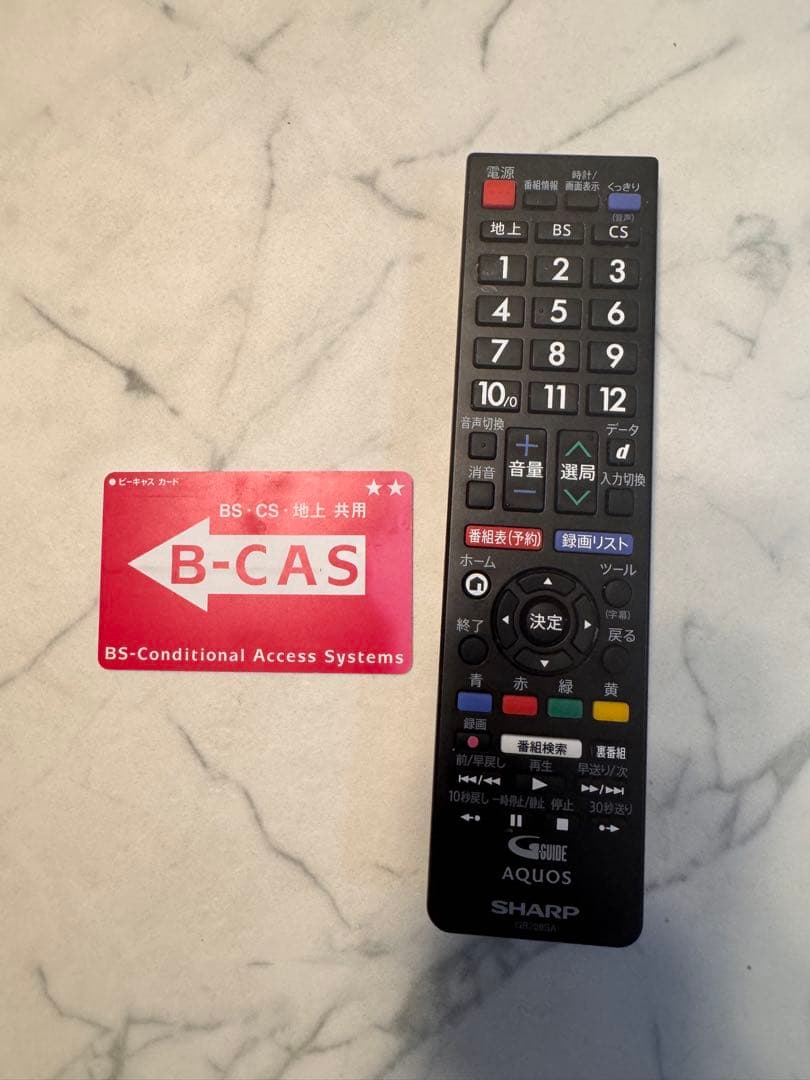 ● ビーキャス カード
★★
BS・CS・地上 共用
B-CAS
BS-Conditional Access Systems
電源
番組情報
時計/
画面表示
くっきり
(音声)
地上 BS CS
1 2 3
4 5 6
7 8 9
10/0 11 12
音声切換
データ
+ 音量 −
選局
d
消音
入力切換
番組表(予約) 録画リスト
ホーム
ツール
(字幕)
決定
終了
戻る
青 赤 緑 黄
録画
番組検索
裏番組
前/早戻し 再生 早送り/次
10秒戻し 一時停止/静止 停止 30秒送り
G-GUIDE
AQUOS
SHARP